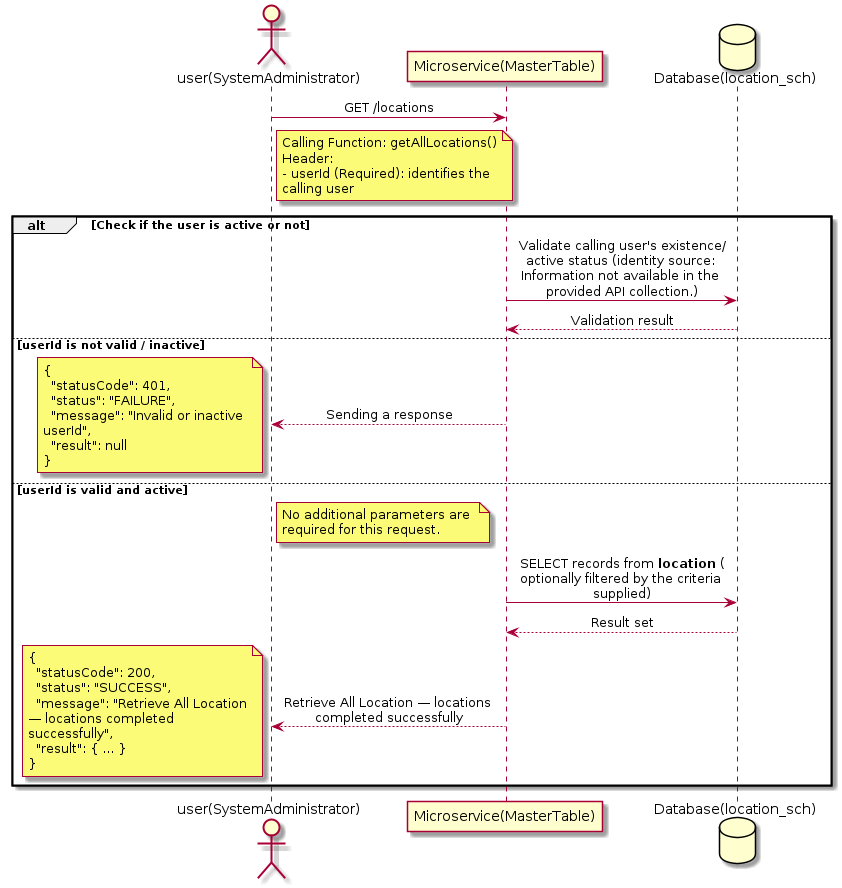 user(SystemAdministrator)
Microservice(MasterTable)
Database(location_sch)
GET /locations
Calling Function: getAllLocations()
Header:
- userId (Required): identifies the
calling user
alt
[Check if the user is active or not]
Validate calling user's existence/
active status (identity source:
Information not available in the
provided API collection.)
Validation result
[userId is not valid / inactive]
{
"statusCode": 401,
"status": "FAILURE",
"message": "Invalid or inactive
userId",
"result": null
}
Sending a response
[userId is valid and active]
No additional parameters are
required for this request.
SELECT records from location (
optionally filtered by the criteria
supplied)
Result set
{
"statusCode": 200,
"status": "SUCCESS",
"message": "Retrieve All Location
— locations completed
successfully",
"result": { ... }
}
Retrieve All Location — locations
completed successfully
user(SystemAdministrator)
Microservice(MasterTable)
Database(location_sch)